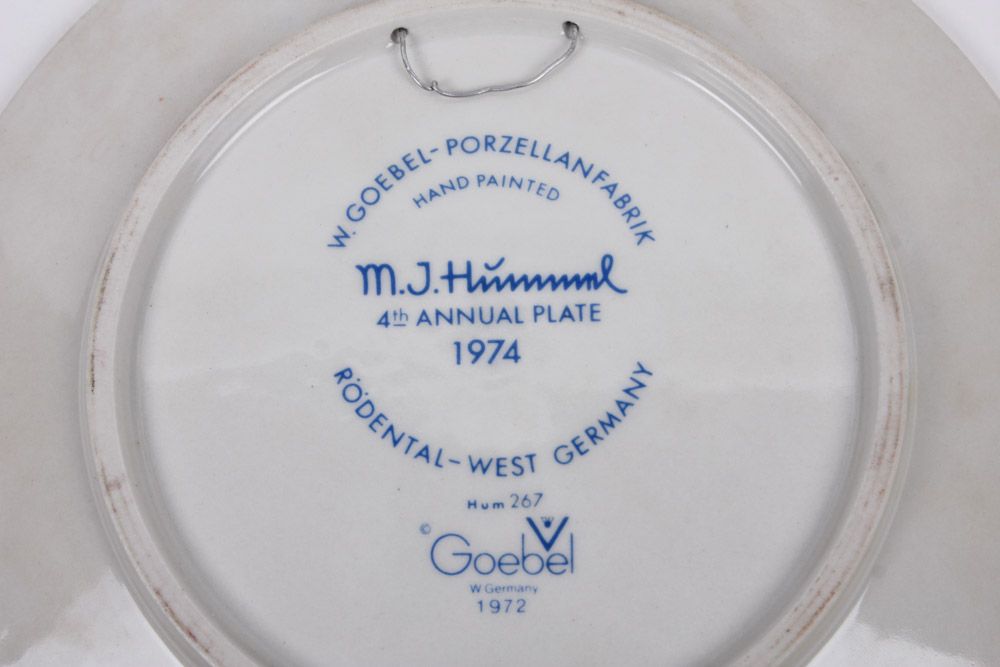 W. GOEBEL-PORZELLANFABRIK
HAND PAINTED
M.J. Hummel
4th ANNUAL PLATE
1974
RÖDENTAL-WEST GERMANY
Hum 267
© Goebel
W Germany
1972